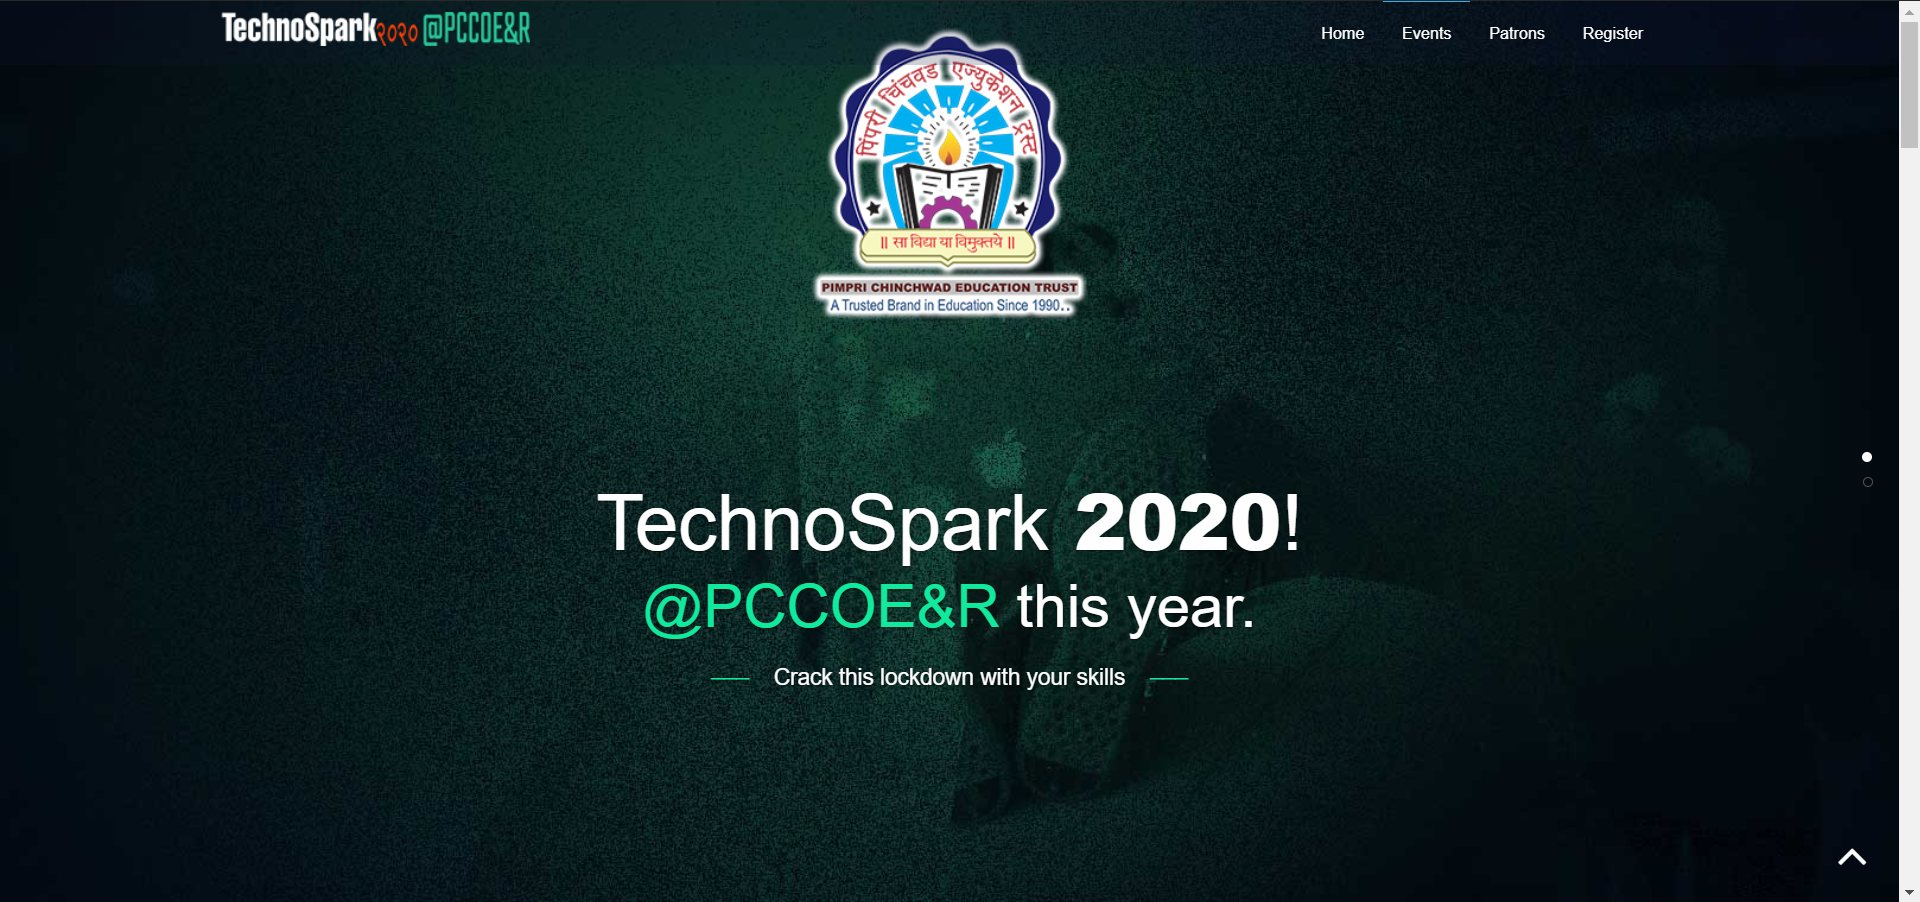 TechnoSpark२०२० @PCCOE&R
Home Events Patrons Register
पिंपरी चिंचवड एज्युकेशन ट्रस्ट
॥ सा विद्या या विमुक्तये ॥
PIMPRI CHINCHWAD EDUCATION TRUST
A Trusted Brand in Education Since 1990..
TechnoSpark 2020!
@PCCOE&R this year.
Crack this lockdown with your skills